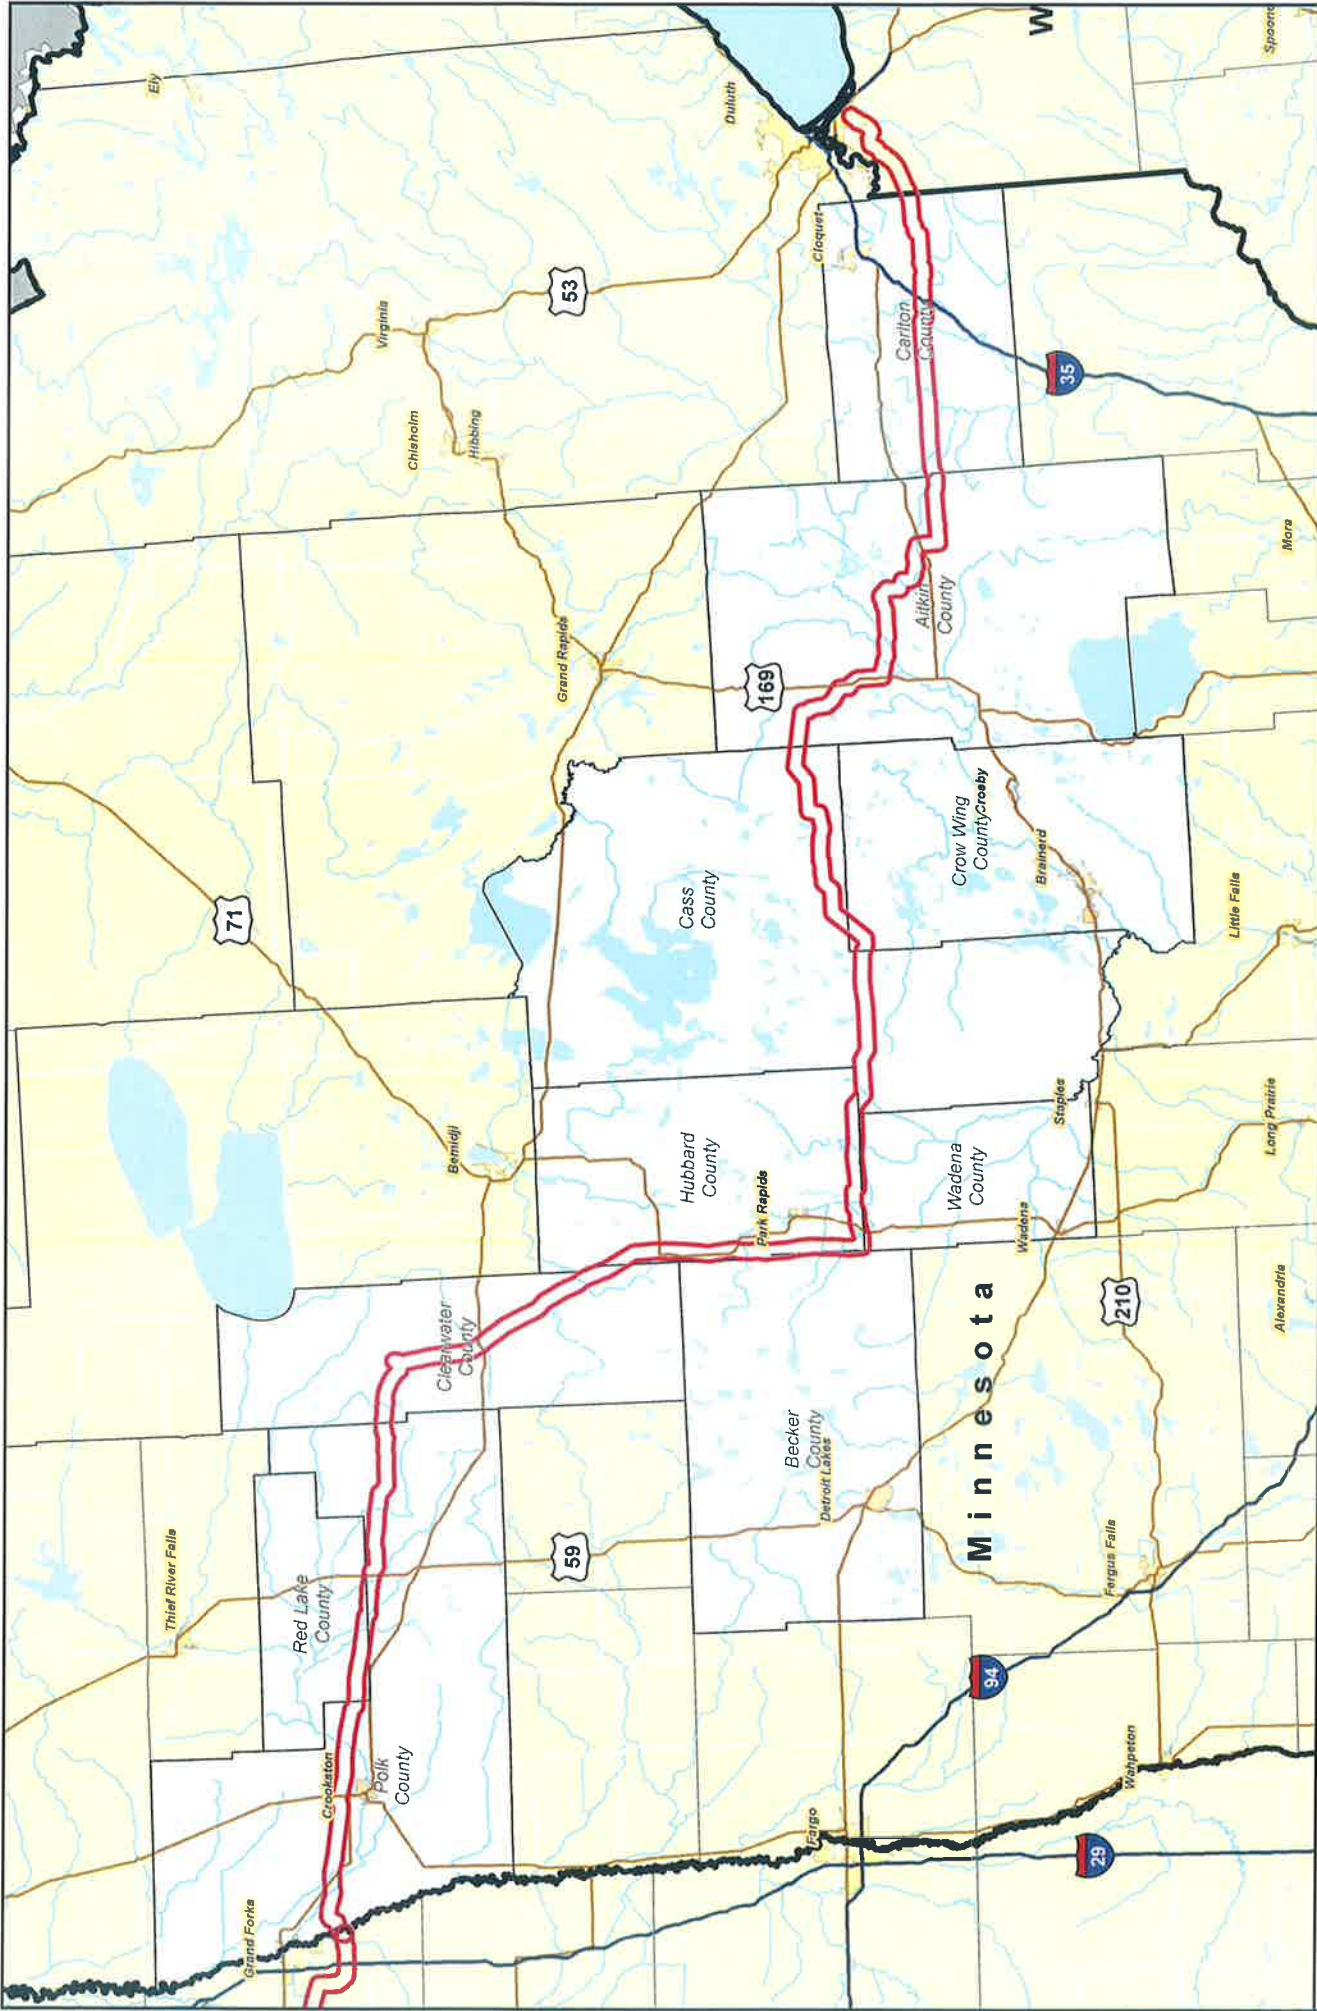 Ely
Duluth
W
Spoone
Virginia
53
Cloquet
Chisholm
Hibbing
Carlton
County
35
Grand Rapids
169
Aitkin
County
Mora
71
Cass
County
Crow Wing
County
Crosby
Brainerd
Little Falls
Bemidji
Hubbard
County
Park Rapids
Wadena
County
Staples
Wadena
Long Prairie
Clearwater
County
210
Alexandria
Becker
County
Detroit Lakes
Minnesota
Thief River Falls
Red Lake
County
59
Fergus Falls
94
Crookston
Polk
County
Fargo
Wahpeton
29
Grand Forks